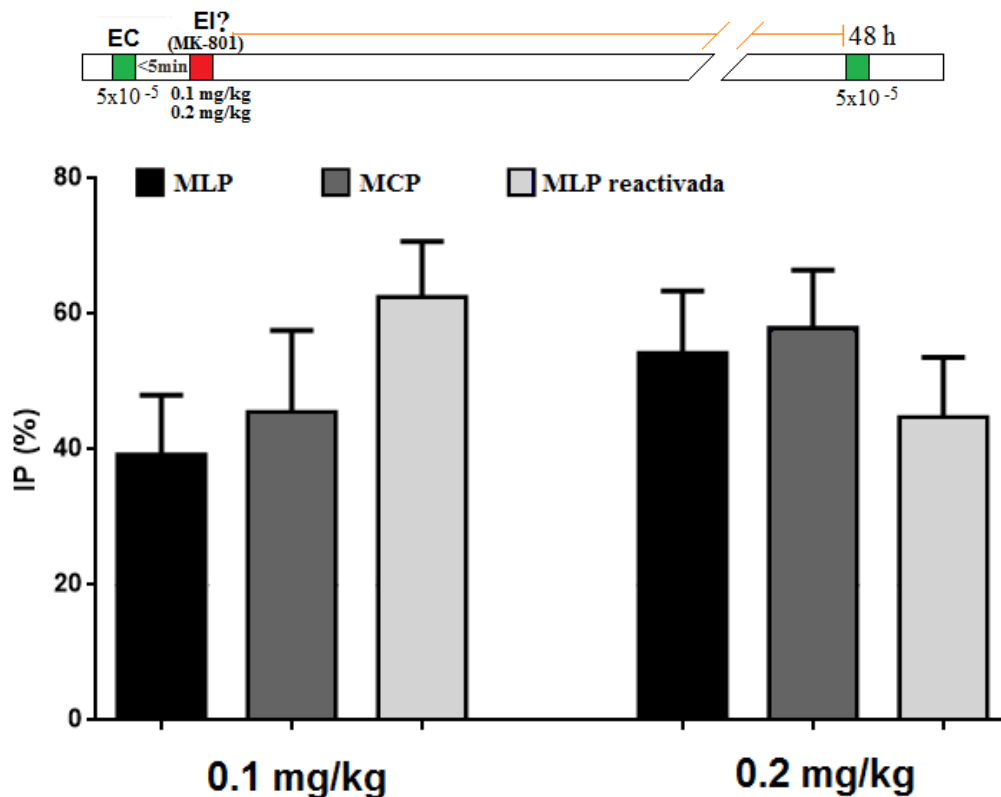 EI?
EC
(MK-801)
48 h
<5min
5x10 -5
0.1 mg/kg
0.2 mg/kg
5x10 -5
MLP
MCP
MLP reactivada
80
60
40
20
0
IP (%)
0.1 mg/kg
0.2 mg/kg